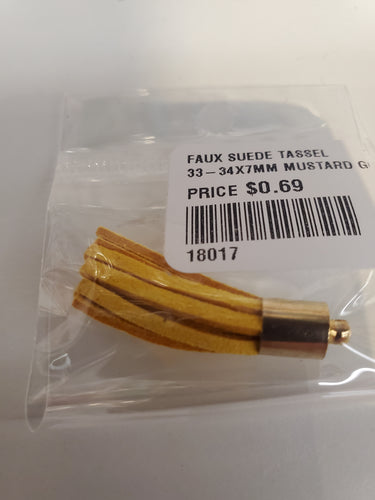 FAUX SUEDE TASSEL
33-34X7MM MUSTARD G
PRICE $0.69
18017